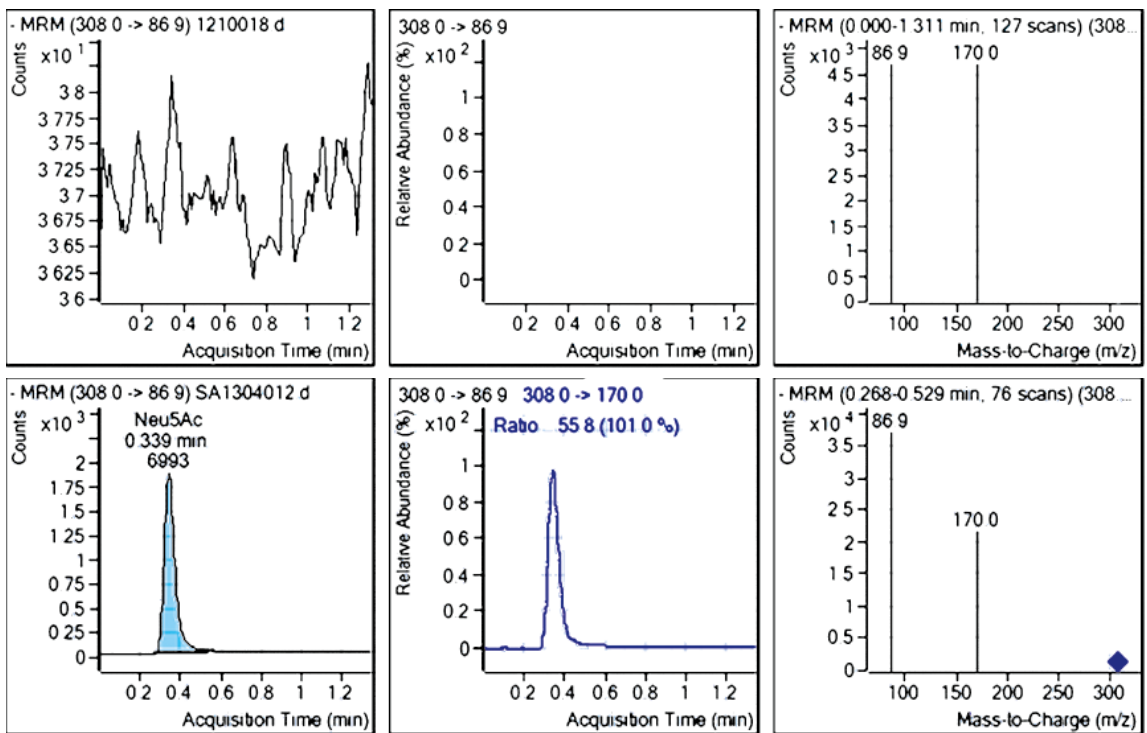 - MRM (308 0 -> 86 9) 1210018 d
Counts
x10 1
3 8
3 775
3 75
3 725
3 7
3 675
3 65
3 625
3 6
0 2 0 4 0 6 0 8 1 1 2
Acquisition Time (min)
308 0 -> 86 9
Relative Abundance (%)
x10 2
1
0 8
0 6
0 4
0 2
0
0 2 0 4 0 6 0 8 1 1 2
Acquisition Time (min)
- MRM (0 000-1 311 min, 127 scans) (308...
Counts
x10 3
86 9 170 0
4 5
4
3 5
3
2 5
2
1 5
1
0 5
0
100 150 200 250 300
Mass-to-Charge (m/z)
- MRM (308 0 -> 86 9) SA1304012 d
Counts
x10 3
Neu5Ac
0.339 min
6993
2
1 75
1 5
1 25
1
0 75
0 5
0 25
0
0 2 0 4 0 6 0 8 1 1 2
Acquisition Time (min)
308 0 -> 86 9 308 0 -> 170 0
Relative Abundance (%)
x10 2
Ratio 55 8 (101 0 %)
1
0 8
0 6
0 4
0 2
0
0 2 0 4 0 6 0 8 1 1 2
Acquisition Time (min)
- MRM (0.268-0.529 min, 76 scans) (308...
Counts
x10 4
86 9
4
3 5
3
2 5
170 0
2
1 5
1
0 5
0
100 150 200 250 300
Mass-to-Charge (m/z)